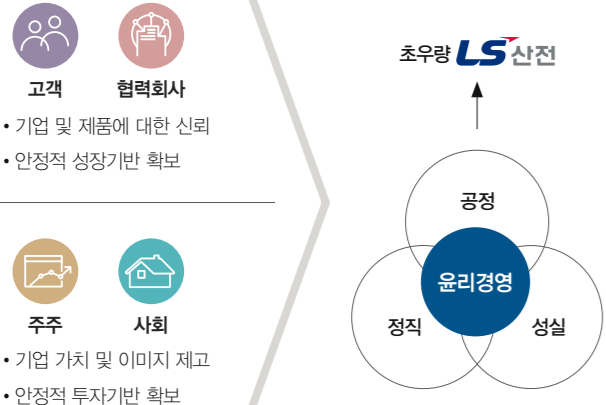 고객
협력회사
• 기업 및 제품에 대한 신뢰
• 안정적 성장기반 확보
주주
사회
• 기업 가치 및 이미지 제고
• 안정적 투자기반 확보
초우량 LS산전
공정
윤리경영
정직
성실